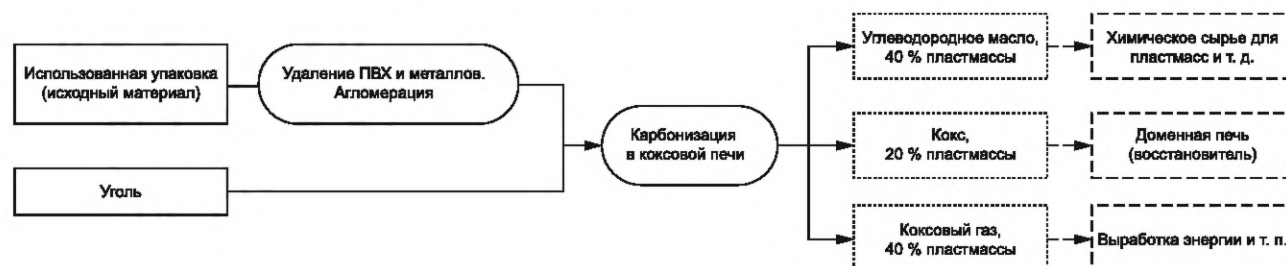 Использованная упаковка
(исходный материал)
Удаление ПВХ и металлов.
Агломерация
Уголь
Карбонизация
в коксовой печи
Углеводородное масло,
40 % пластмассы
Химическое сырье для
пластмасс и т. д.
Кокс,
20 % пластмассы
Доменная печь
(восстановитель)
Коксовый газ,
40 % пластмассы
Выработка энергии и т. п.